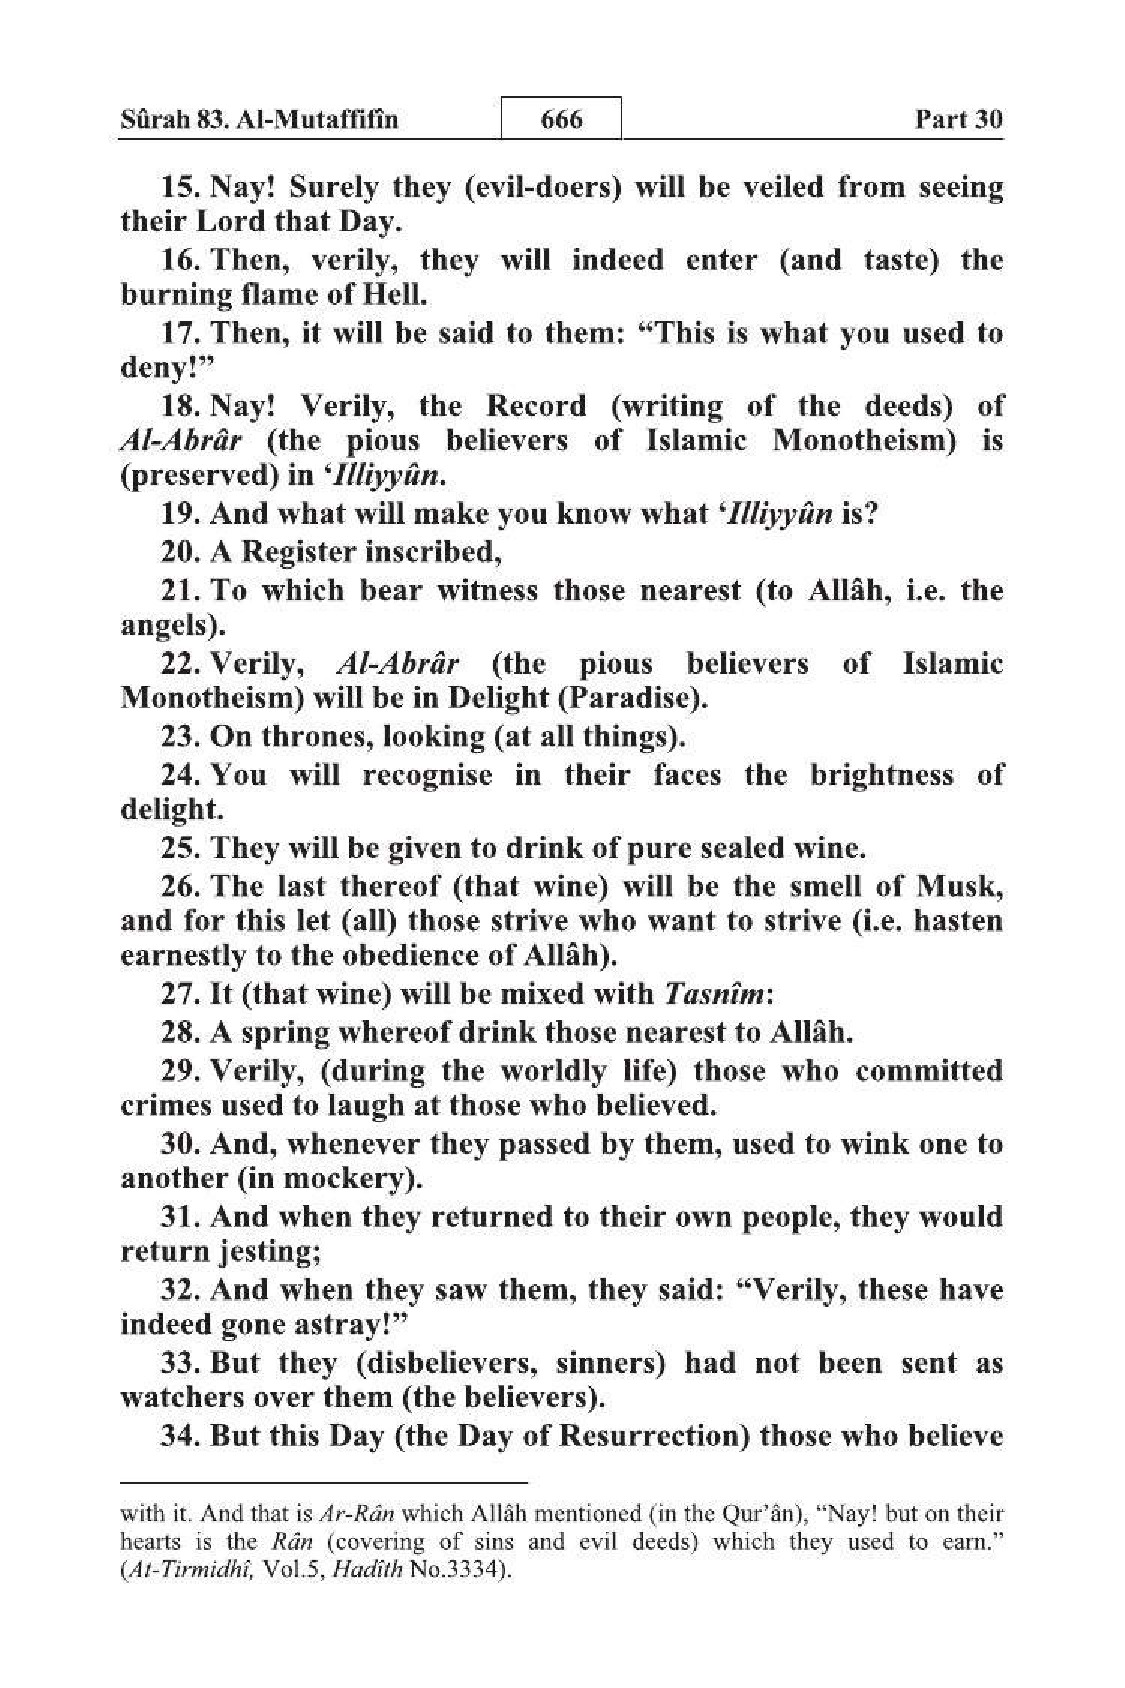 Sûrah 83. Al-Mutaffifîn 666 Part 30
15. Nay! Surely they (evil-doers) will be veiled from seeing
their Lord that Day.
16. Then, verily, they will indeed enter (and taste) the
burning flame of Hell.
17. Then, it will be said to them: “This is what you used to
deny!”
18. Nay! Verily, the Record (writing of the deeds) of
Al-Abrâr (the pious believers of Islamic Monotheism) is
(preserved) in ‘Illiyyûn.
19. And what will make you know what ‘Illiyyûn is?
20. A Register inscribed,
21. To which bear witness those nearest (to Allâh, i.e. the
angels).
22. Verily, Al-Abrâr (the pious believers of Islamic
Monotheism) will be in Delight (Paradise).
23. On thrones, looking (at all things).
24. You will recognise in their faces the brightness of
delight.
25. They will be given to drink of pure sealed wine.
26. The last thereof (that wine) will be the smell of Musk,
and for this let (all) those strive who want to strive (i.e. hasten
earnestly to the obedience of Allâh).
27. It (that wine) will be mixed with Tasnîm:
28. A spring whereof drink those nearest to Allâh.
29. Verily, (during the worldly life) those who committed
crimes used to laugh at those who believed.
30. And, whenever they passed by them, used to wink one to
another (in mockery).
31. And when they returned to their own people, they would
return jesting;
32. And when they saw them, they said: “Verily, these have
indeed gone astray!”
33. But they (disbelievers, sinners) had not been sent as
watchers over them (the believers).
34. But this Day (the Day of Resurrection) those who believe
with it. And that is Ar-Rân which Allâh mentioned (in the Qur’ân), “Nay! but on their
hearts is the Rân (covering of sins and evil deeds) which they used to earn.”
(At-Tirmidhî, Vol.5, Hadîth No.3334).